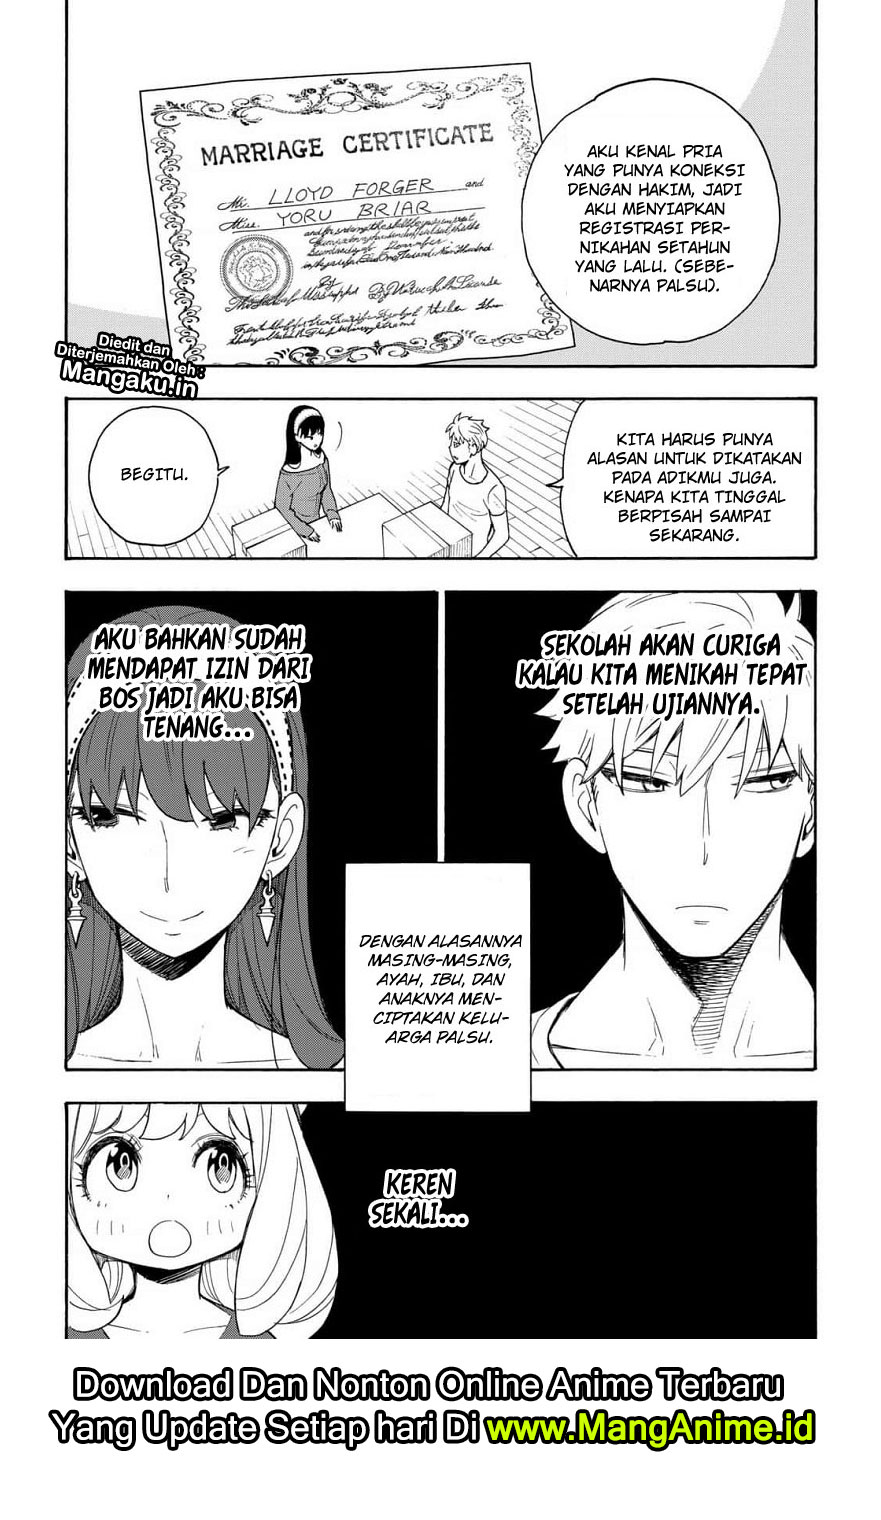 MARRIAGE CERTIFICATE
Mr. LLOYD FORGER and
Miss. YORU BRIAR
By
AKU KENAL PRIA
YANG PUNYA KONEKSI
DENGAN HAKIM, JADI
AKU MENYIAPKAN
REGISTRASI PER-
NIKAHAN SETAHUN
YANG LALU. (SEBE-
NARNYA PALSU).
Diedit dan
Diterjemahkan Oleh :
Mangaku.in
KITA HARUS PUNYA
ALASAN UNTUK DIKATAKAN
PADA ADIKMU JUGA.
KENAPA KITA TINGGAL
BERPISAH SAMPAI
SEKARANG.
BEGITU.
SEKOLAH AKAN CURIGA
KALAU KITA MENIKAH TEPAT
SETELAH UJIANNYA.
AKU BAHKAN SUDAH
MENDAPAT IZIN DARI
BOS JADI AKU BISA
TENANG...
DENGAN ALASANNYA
MASING-MASING,
AYAH, IBU, DAN
ANAKNYA MEN-
CIPTAKAN KELU-
ARGA PALSU.
KEREN
SEKALI...
Download Dan Nonton Online Anime Terbaru
Yang Update Setiap hari Di www.MangAnime.id